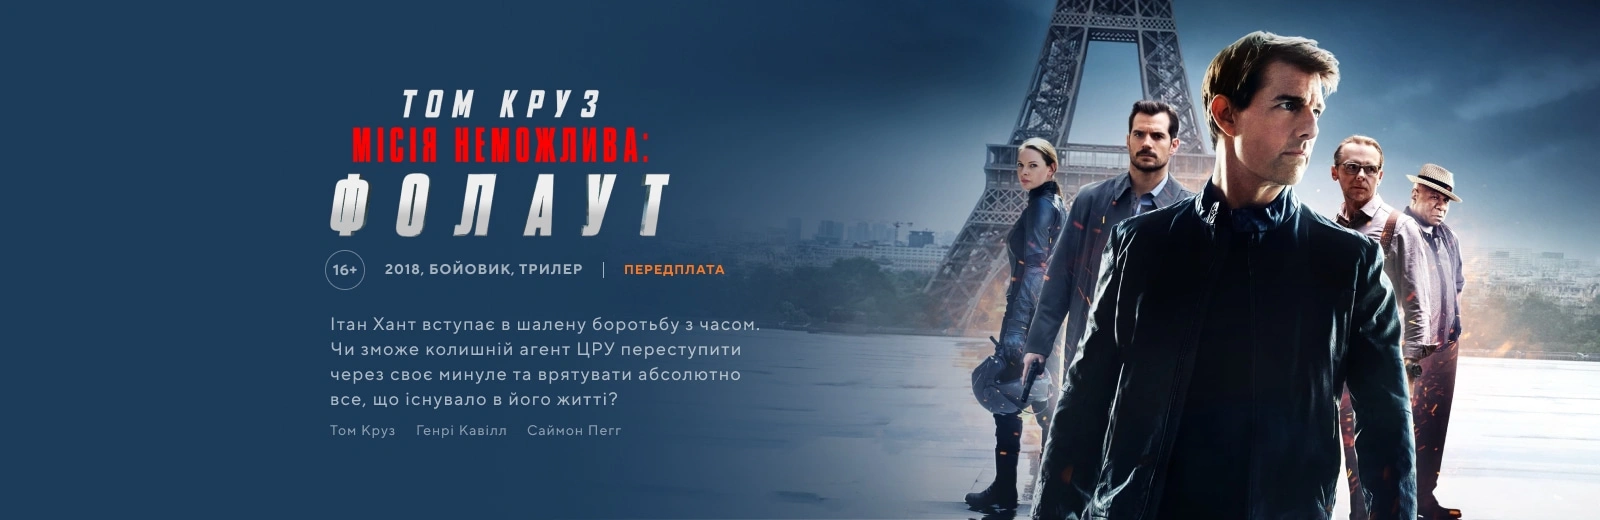 ТОМ КРУЗ
МІСІЯ НЕМОЖЛИВА:
ФОЛАУТ
16+ 2018, БОЙОВИК, ТРИЛЕР | ПЕРЕДПЛАТА
Ітан Хант вступає в шалену боротьбу з часом.
Чи зможе колишній агент ЦРУ переступити
через своє минуле та врятувати абсолютно
все, що існувало в його житті?
Том Круз Генрі Кавілл Саймон Пегг